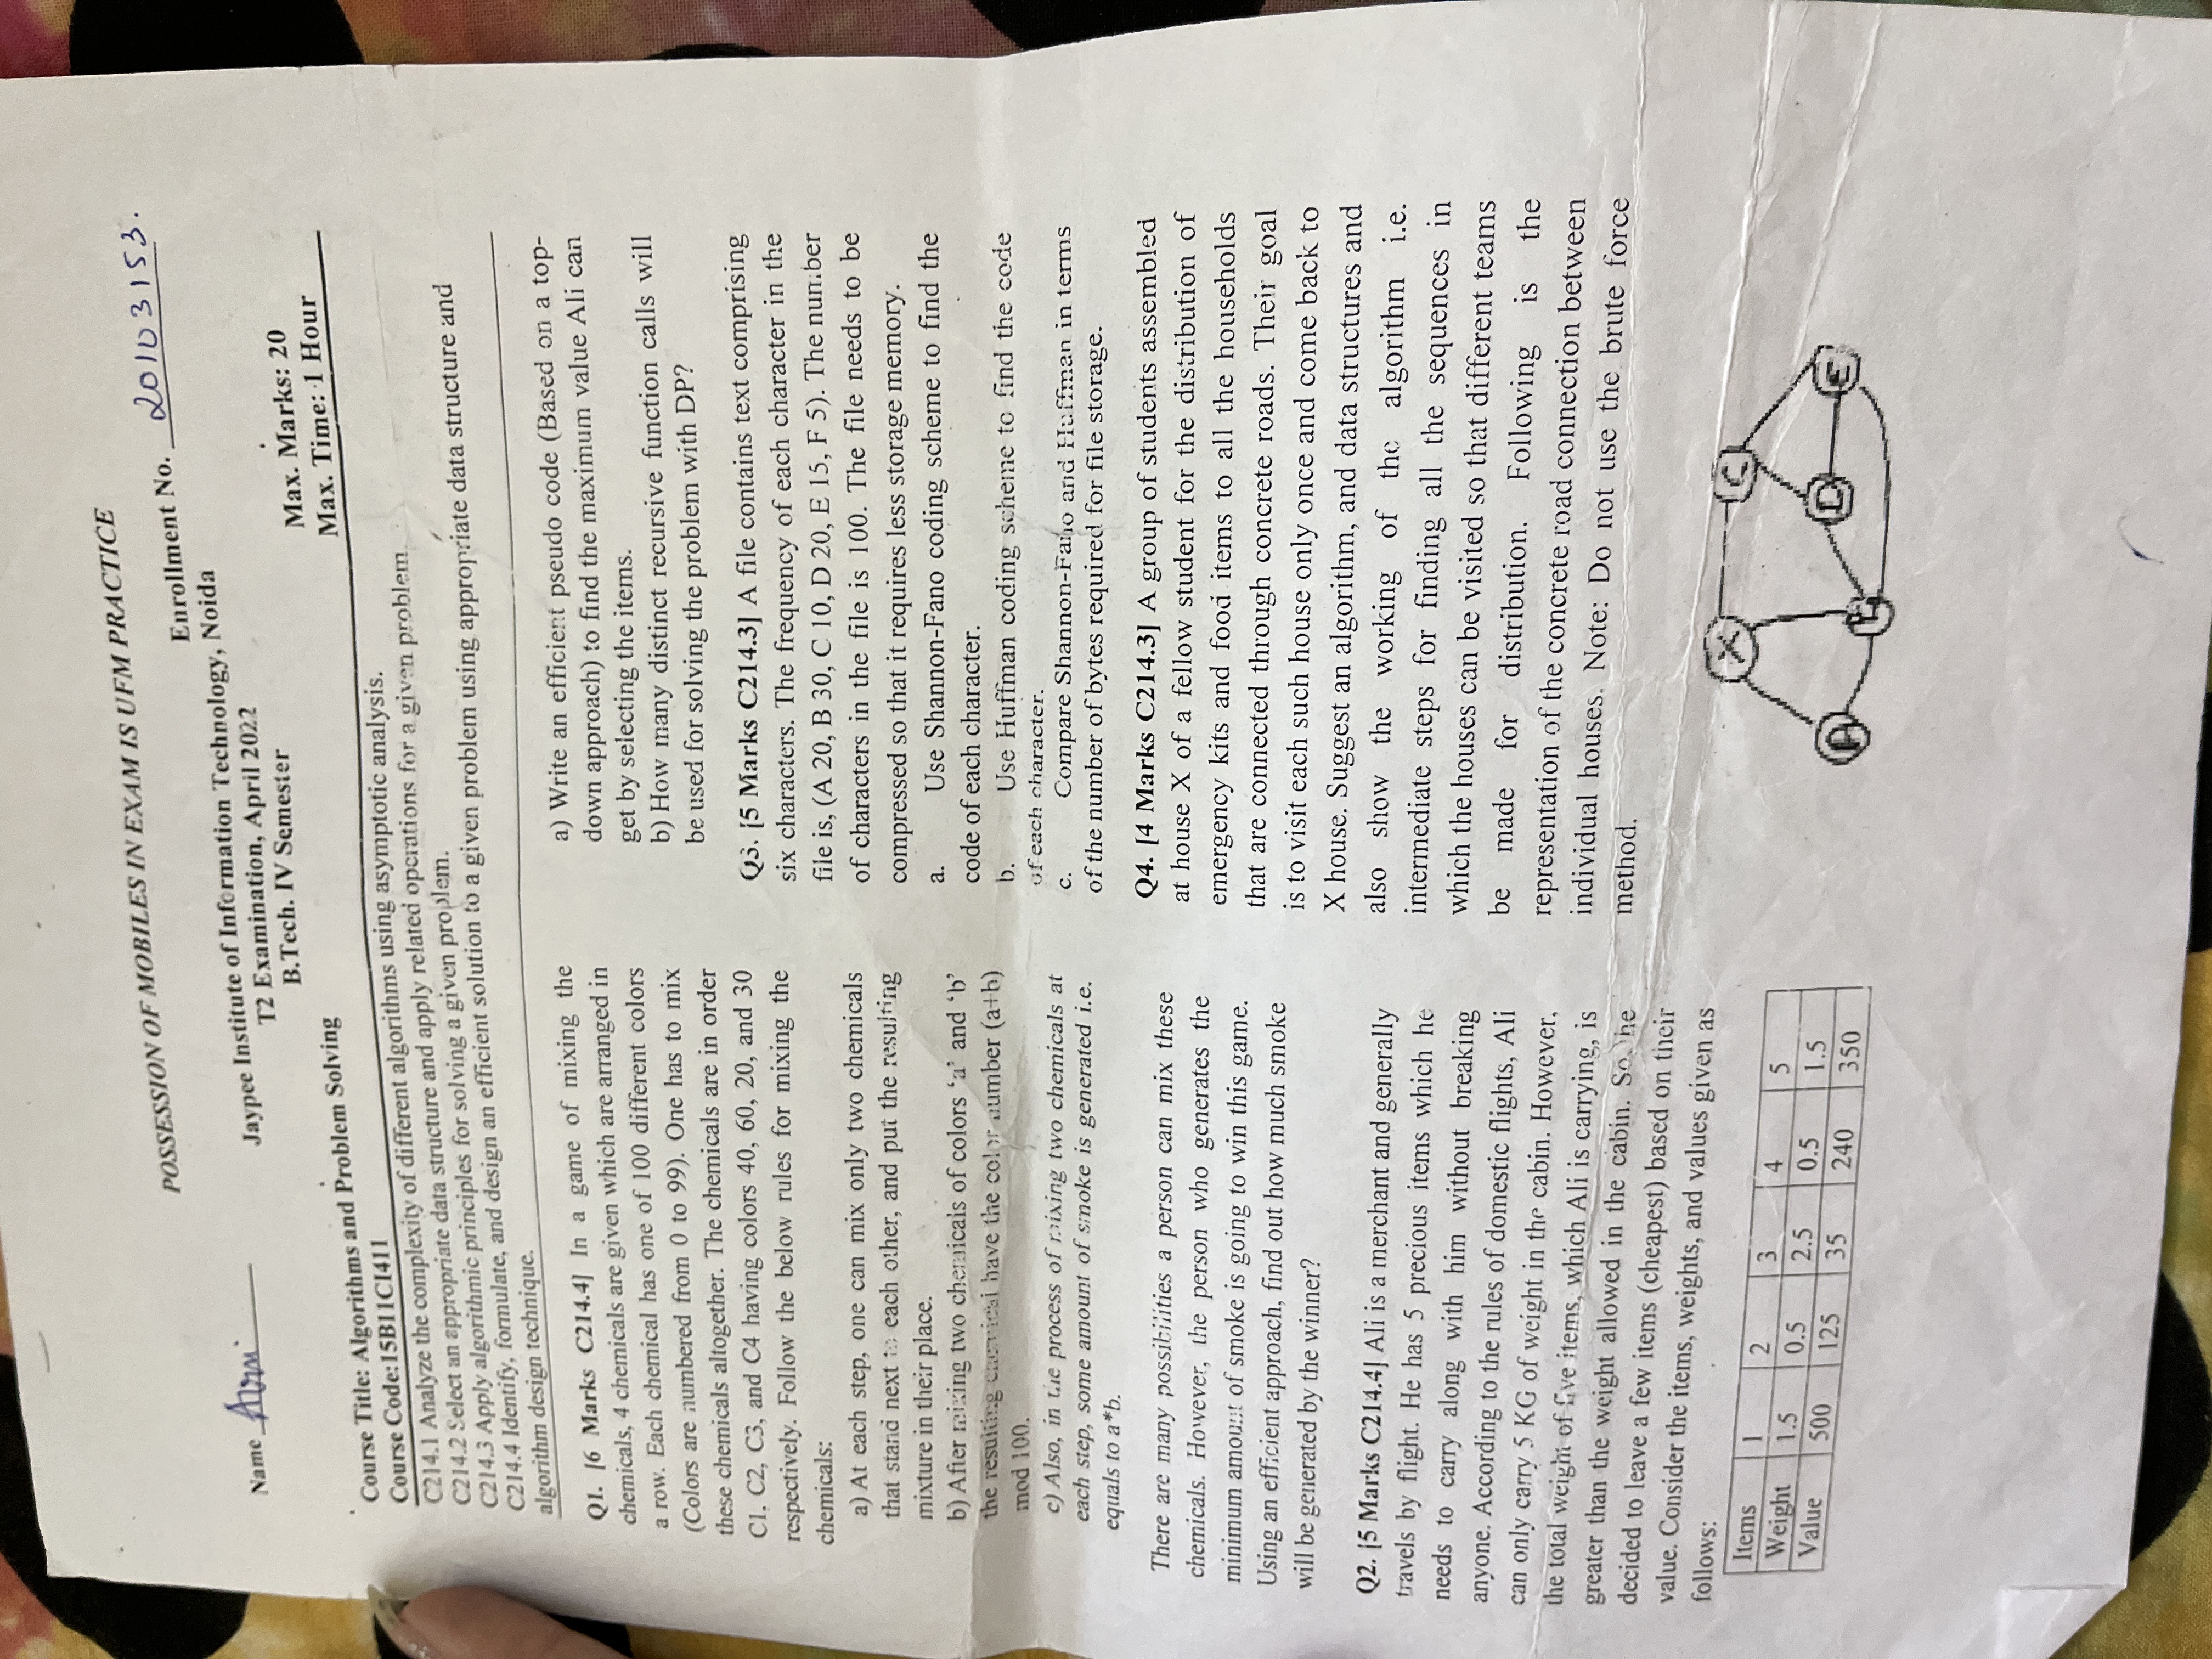 POSSESSION OF MOBILES IN EXAM IS UFM PRACTICE
Enrollment No. 20103153.
Name
Jaypee Institute of Information Technology, Noida
T2 Examination, April 2022
B.Tech. IV Semester
Max. Marks: 20
Max. Time: 1 Hour
Course Title: Algorithms and Problem Solving
Course Code:15B11CI411
C214.1 Analyze the complexity of different algorithms using asymptotic analysis.
C214.2 Select an appropriate data structure and apply related operations for a given problem.
C214.3 Apply algorithmic principles for solving a given problem.
C214.4 Identify, formulate, and design an efficient solution to a given problem using appropriate data structure and
algorithm design technique.
Q1. [6 Marks C214.4] In a game of mixing the
chemicals, 4 chemicals are given which are arranged in
a row. Each chemical has one of 100 different colors
(Colors are numbered from 0 to 99). One has to mix
these chemicals altogether. The chemicals are in order
C1, C2, C3, and C4 having colors 40, 60, 20, and 30
respectively. Follow the below rules for mixing the
chemicals:
a) At each step, one can mix only two chemicals
that stand next to each other, and put the resulting
mixture in their place.
b) After mixing two chemicals of colors 'a' and 'b'
the resulting chemical have the color number (a+b)
mod 100.
c) Also, in the process of mixing two chemicals at
each step, some amount of smoke is generated i.e.
equals to a*b.
There are many possibilities a person can mix these
chemicals. However, the person who generates the
minimum amount of smoke is going to win this game.
Using an efficient approach, find out how much smoke
will be generated by the winner?
Q2. [5 Marks C214.4] Ali is a merchant and generally
travels by flight. He has 5 precious items which he
needs to carry along with him without breaking
anyone. According to the rules of domestic flights, Ali
can only carry 5 KG of weight in the cabin. However,
the total weight of five items, which Ali is carrying, is
greater than the weight allowed in the cabin. So, he
decided to leave a few items (cheapest) based on their
value. Consider the items, weights, and values given as
follows:
Items 1 2 3 4 5
Weight 1.5 0.5 2.5 0.5 1.5
Value 500 125 35 240 350
a) Write an efficient pseudo code (Based on a top-
down approach) to find the maximum value Ali can
get by selecting the items.
b) How many distinct recursive function calls will
be used for solving the problem with DP?
Q3. [5 Marks C214.3] A file contains text comprising
six characters. The frequency of each character in the
file is, (A 20, B 30, C 10, D 20, E 15, F 5). The number
of characters in the file is 100. The file needs to be
compressed so that it requires less storage memory.
a. Use Shannon-Fano coding scheme to find the
code of each character.
b. Use Huffman coding scheme to find the code
of each character.
c. Compare Shannon-Fano and Huffman in terms
of the number of bytes required for file storage.
Q4. [4 Marks C214.3] A group of students assembled
at house X of a fellow student for the distribution of
emergency kits and food items to all the households
that are connected through concrete roads. Their goal
is to visit each such house only once and come back to
X house. Suggest an algorithm, and data structures and
also show the working of the algorithm i.e.
intermediate steps for finding all the sequences in
which the houses can be visited so that different teams
be made for distribution. Following is the
representation of the concrete road connection between
individual houses. Note: Do not use the brute force
method.
X C
A D E